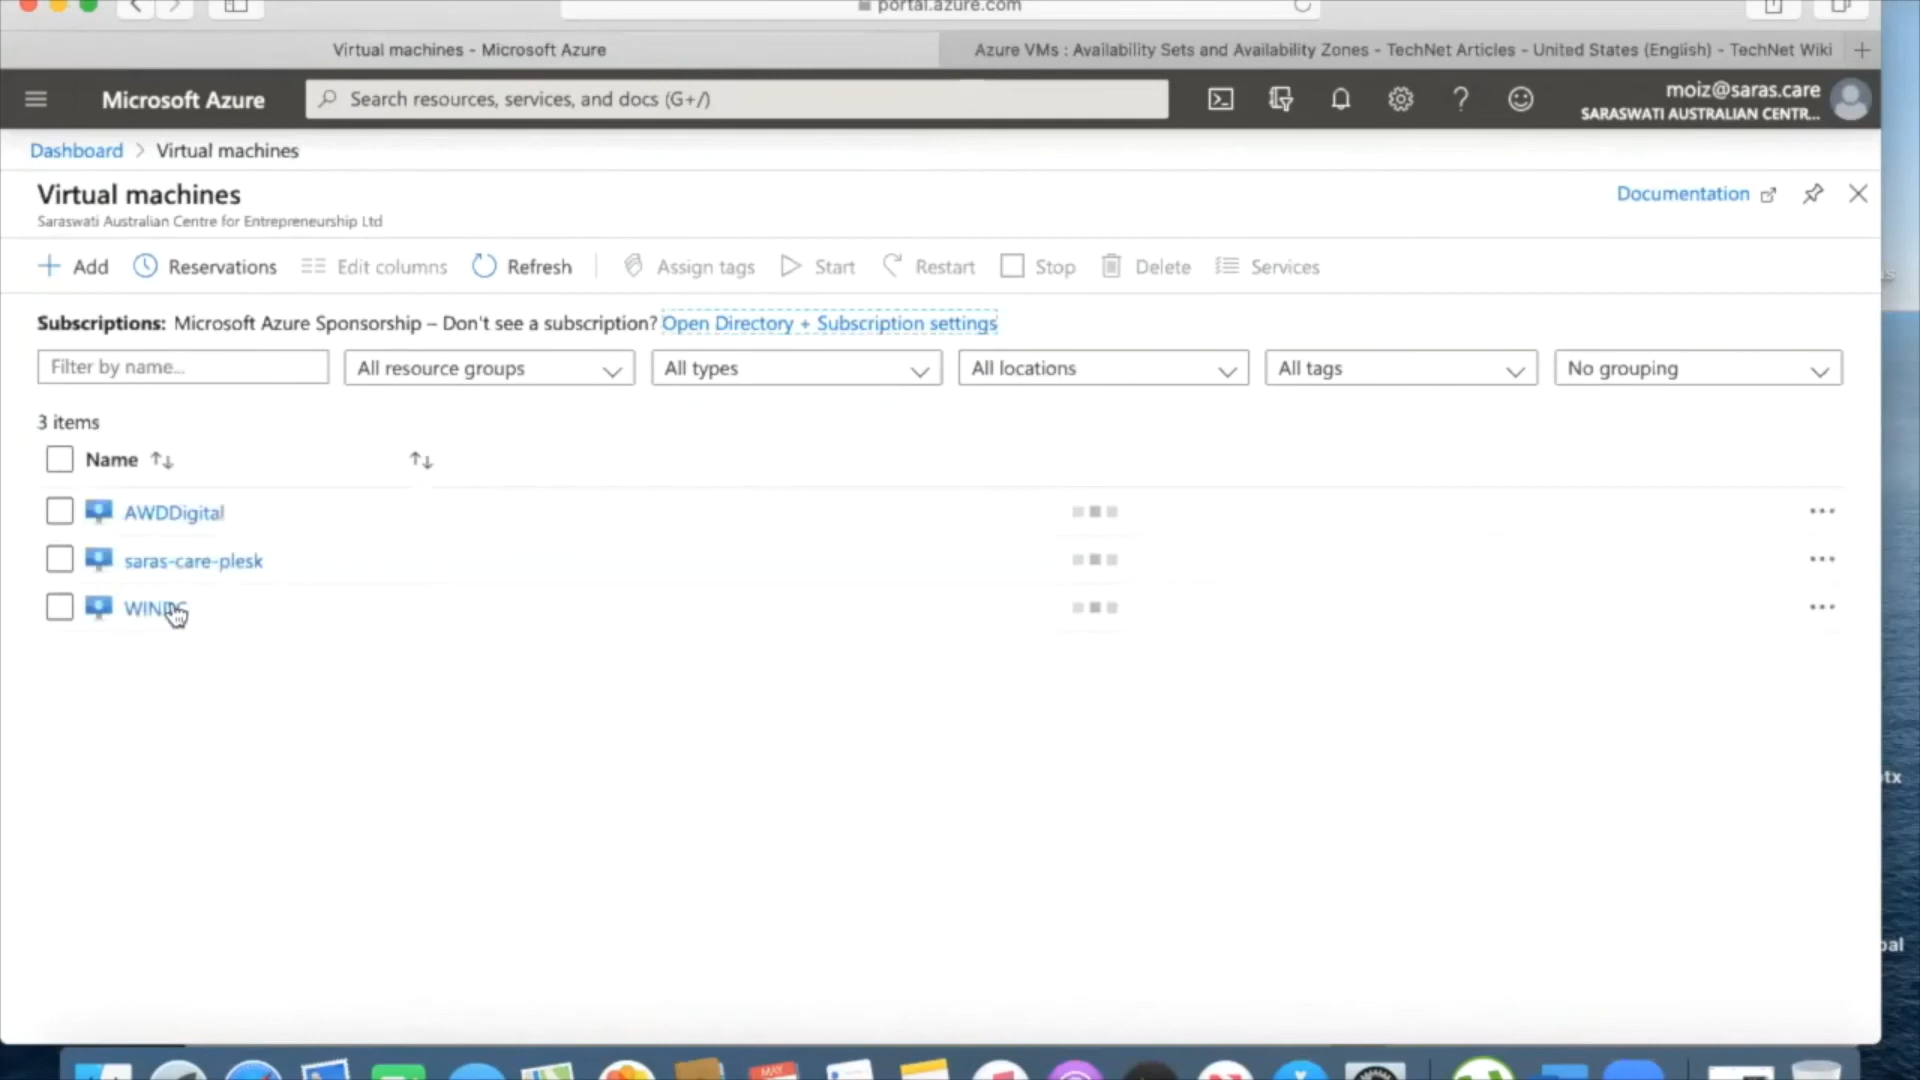 portal.azure.com
Virtual machines - Microsoft Azure
Azure VMs : Availability Sets and Availability Zones - TechNet Articles - United States (English) - TechNet Wiki
Microsoft Azure
Search resources, services, and docs (G+/)
moiz@saras.care
SARASWATI AUSTRALIAN CENTR...
Dashboard > Virtual machines
Virtual machines
Saraswati Australian Centre for Entrepreneurship Ltd
Documentation
Add
Reservations
Edit columns
Refresh
Assign tags
Start
Restart
Stop
Delete
Services
Subscriptions: Microsoft Azure Sponsorship – Don't see a subscription? Open Directory + Subscription settings
Filter by name...
All resource groups
All types
All locations
All tags
No grouping
3 items
Name
AWDDigital
saras-care-plesk
MAY